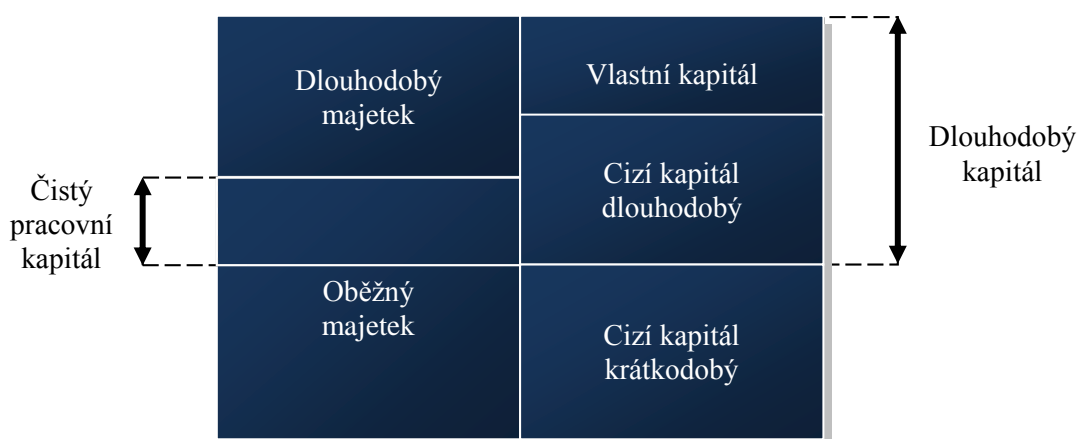 Dlouhodobý
majetek
Vlastní kapitál
Dlouhodobý
kapitál
Cizí kapitál
dlouhodobý
Čistý
pracovní
kapitál
Oběžný
majetek
Cizí kapitál
krátkodobý